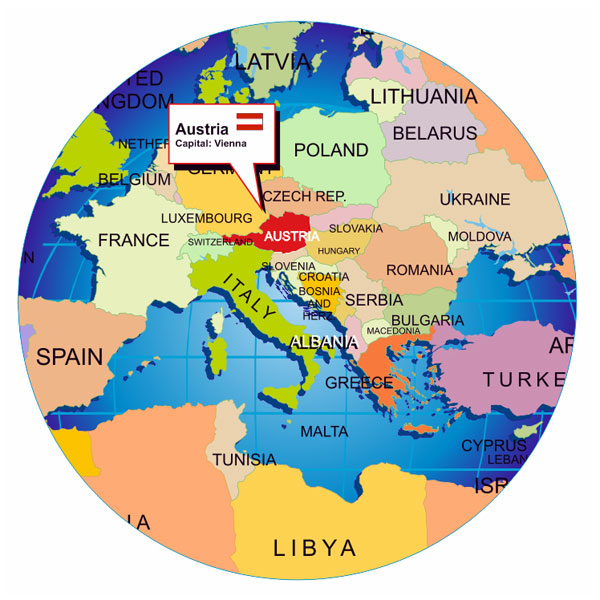 LATVIA
ED
NGDOM
LITHUANIA
Austria
Capital: Vienna
BELARUS
NETHER
POLAND
GERMANY
BELGIUM
CZECH REP.
UKRAINE
LUXEMBOURG
SLOVAKIA
AUSTRIA
MOLDOVA
FRANCE
SWITZERLAND
HUNGARY
N
SLOVENIA
ROMANIA
CROATIA
ITALY
BOSNIA
AND
HERZ
SERBIA
BULGARIA
MACEDONIA
ALBANIA
AR
SPAIN
GREECE
TURKE
MALTA
CYPRUS
TUNISIA
LEBAN
ISR
IA
LIBYA